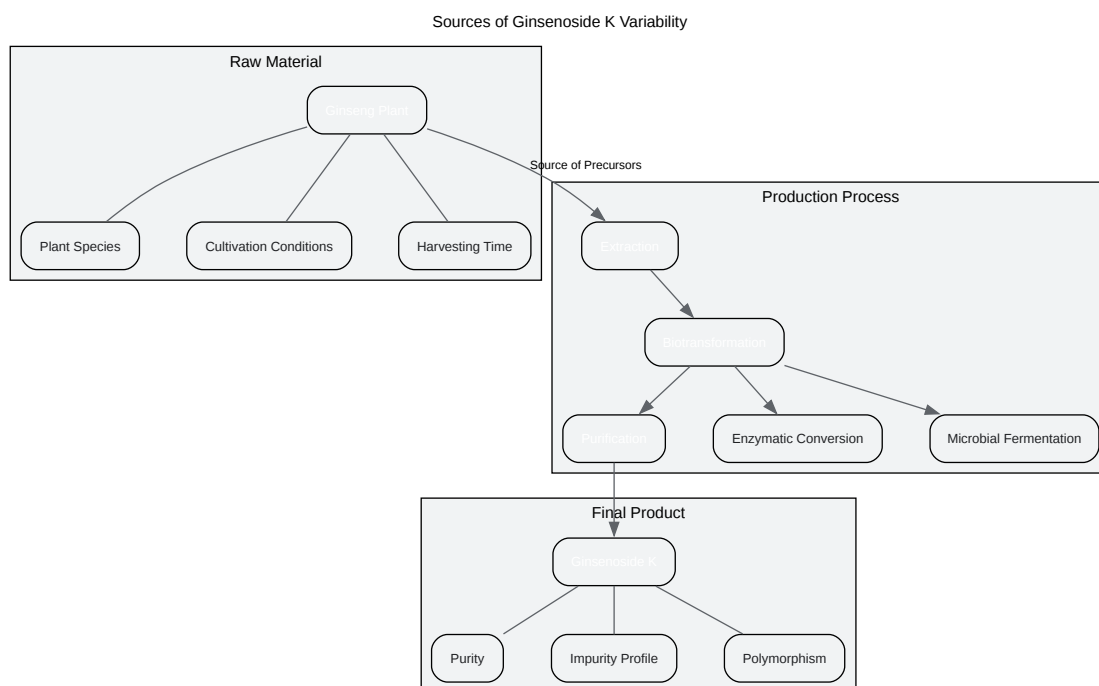 Sources of Ginsenoside K Variability
Raw Material
Ginseng Plant
Source of Precursors
Plant Species
Cultivation Conditions
Harvesting Time
Production Process
Extraction
Biotransformation
Purification
Enzymatic Conversion
Microbial Fermentation
Final Product
Ginsenoside K
Purity
Impurity Profile
Polymorphism